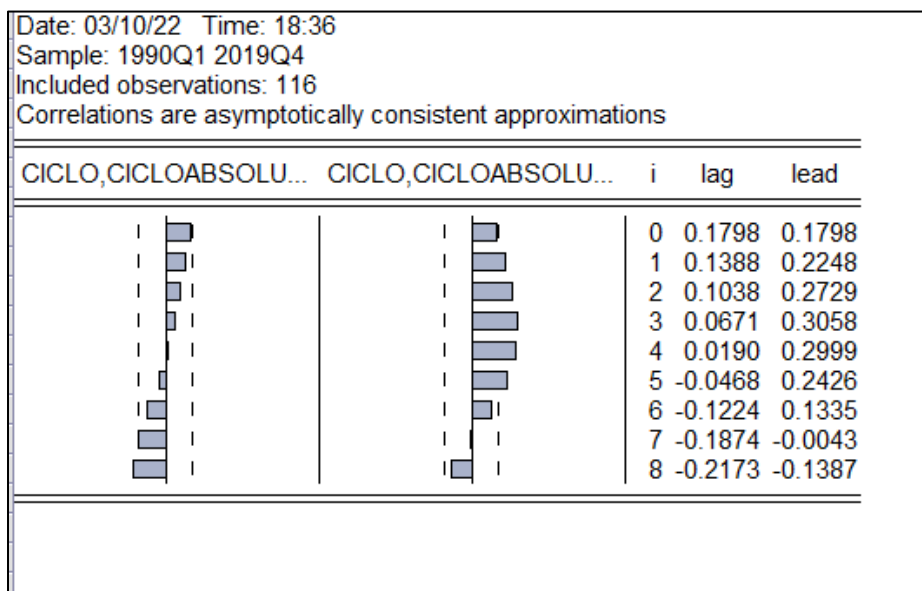 Date: 03/10/22 Time: 18:36
Sample: 1990Q1 2019Q4
Included observations: 116
Correlations are asymptotically consistent approximations
CICLO,CICLOABSOLU... CICLO,CICLOABSOLU... i lag lead
0 0.1798 0.1798
1 0.1388 0.2248
2 0.1038 0.2729
3 0.0671 0.3058
4 0.0190 0.2999
5 -0.0468 0.2426
6 -0.1224 0.1335
7 -0.1874 -0.0043
8 -0.2173 -0.1387